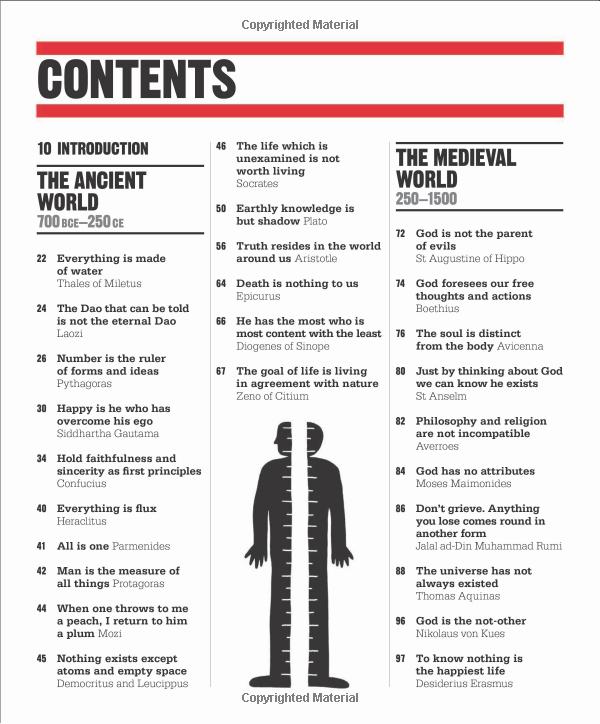 Copyrighted Material
CONTENTS
10 INTRODUCTION
THE ANCIENT
WORLD
700 BCE–250 CE
22 Everything is made
of water
Thales of Miletus
24 The Dao that can be told
is not the eternal Dao
Laozi
26 Number is the ruler
of forms and ideas
Pythagoras
30 Happy is he who has
overcome his ego
Siddhartha Gautama
34 Hold faithfulness and
sincerity as first principles
Confucius
40 Everything is flux
Heraclitus
41 All is one Parmenides
42 Man is the measure of
all things Protagoras
44 When one throws to me
a peach, I return to him
a plum Mozi
45 Nothing exists except
atoms and empty space
Democritus and Leucippus
46 The life which is
unexamined is not
worth living
Socrates
50 Earthly knowledge is
but shadow Plato
56 Truth resides in the world
around us Aristotle
64 Death is nothing to us
Epicurus
66 He has the most who is
most content with the least
Diogenes of Sinope
67 The goal of life is living
in agreement with nature
Zeno of Citium
THE MEDIEVAL
WORLD
250–1500
72 God is not the parent
of evils
St Augustine of Hippo
74 God foresees our free
thoughts and actions
Boethius
76 The soul is distinct
from the body Avicenna
80 Just by thinking about God
we can know he exists
St Anselm
82 Philosophy and religion
are not incompatible
Averroes
84 God has no attributes
Moses Maimonides
86 Don't grieve. Anything
you lose comes round in
another form
Jalal ad-Din Muhammad Rumi
88 The universe has not
always existed
Thomas Aquinas
96 God is the not-other
Nikolaus von Kues
97 To know nothing is
the happiest life
Desiderius Erasmus
Copyrighted Material